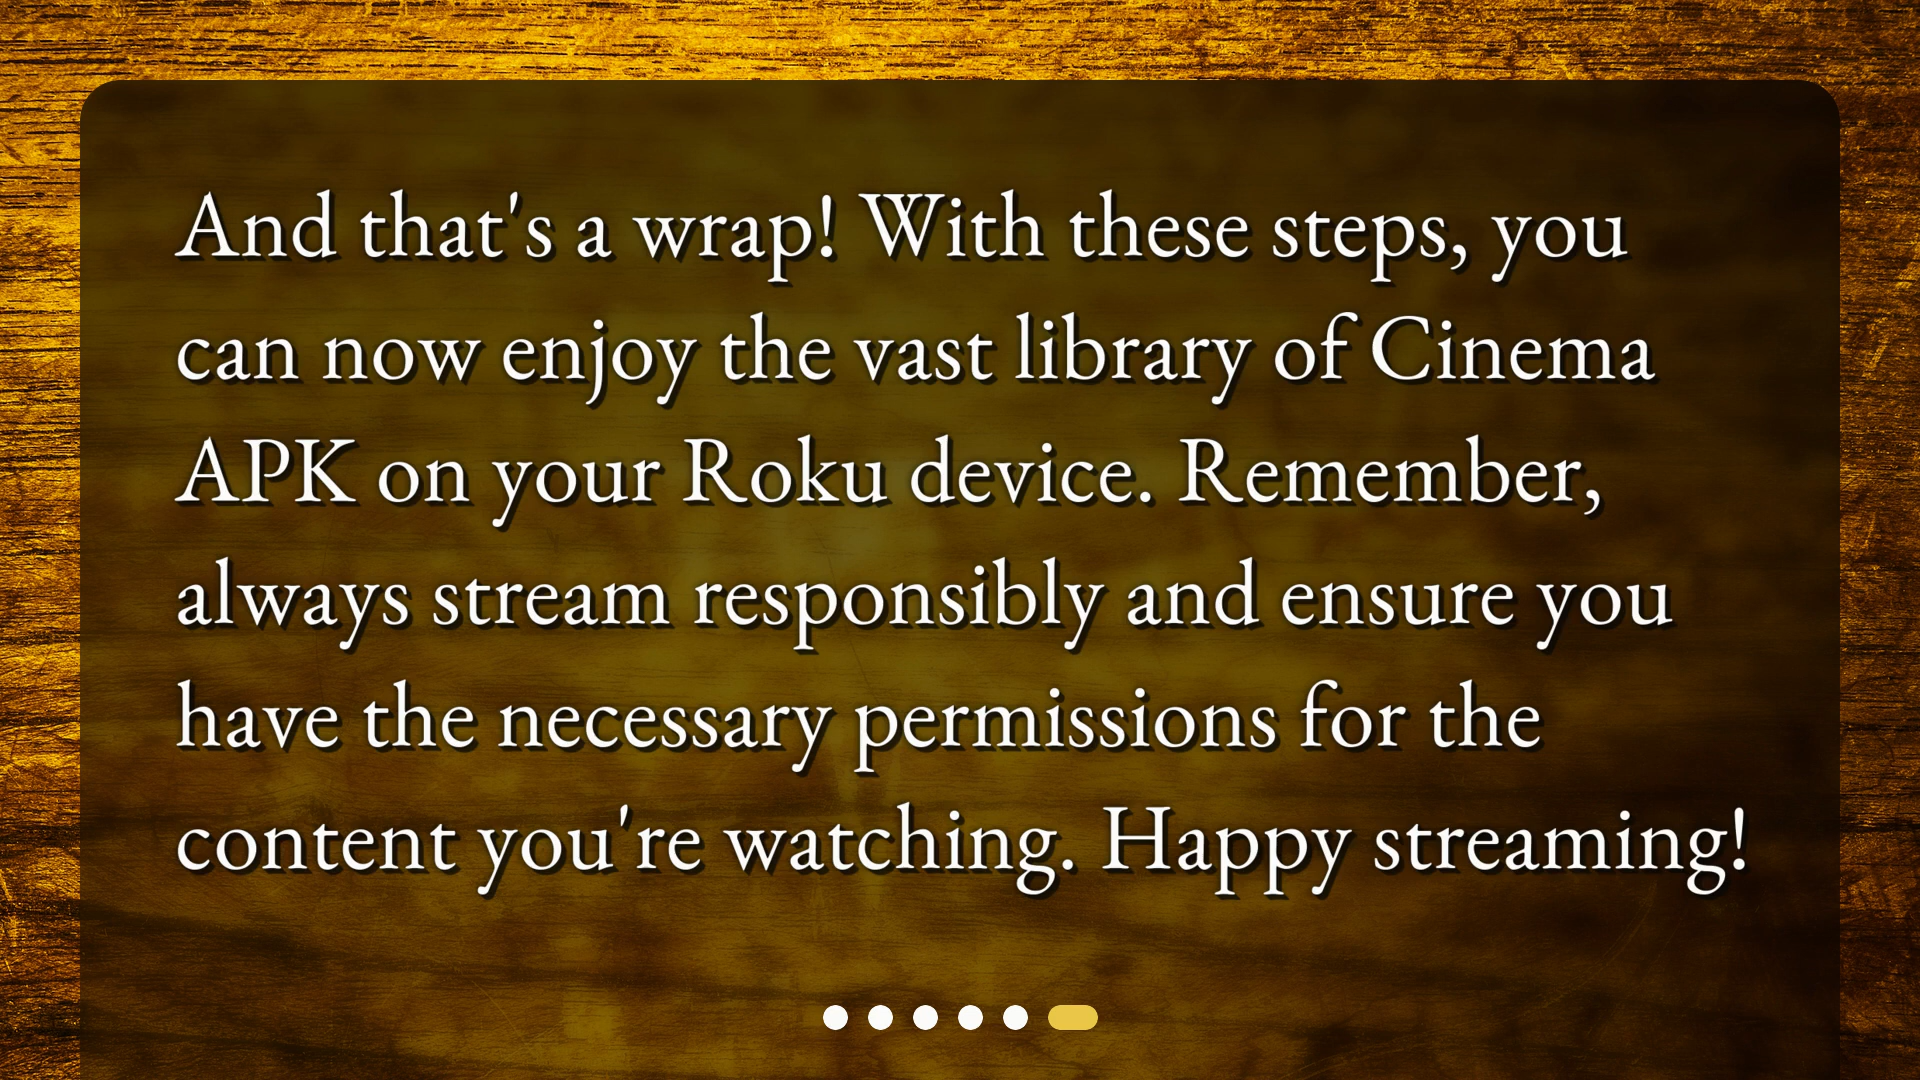 And that's a wrap! With these steps, you
can now enjoy the vast library of Cinema
APK on your Roku device. Remember,
always stream responsibly and ensure you
have the necessary permissions for the
content you're watching. Happy streaming!